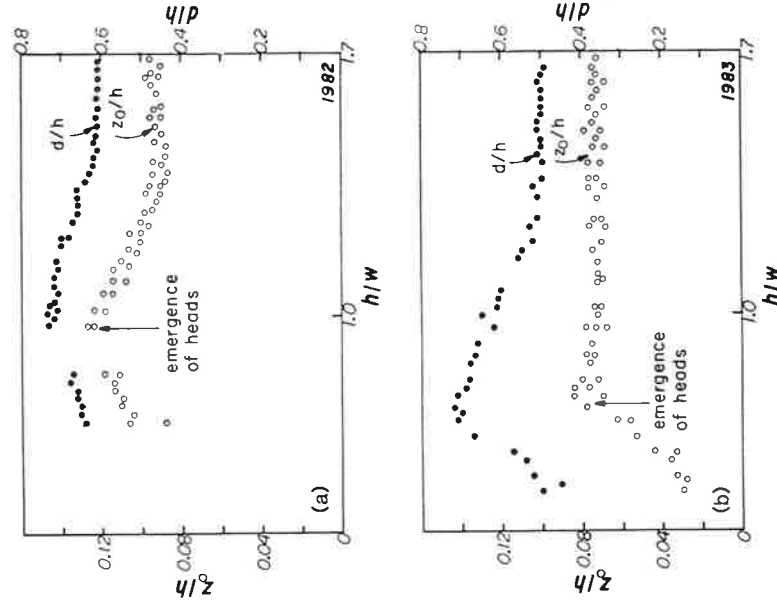 d/h
0.8
0.6
0.4
0.2
1982
1.7
d/h
z₀/h
emergence
of heads
1.0
h/w
(a)
0.12
0.08
0.04
0
z₀/h
d/h
0.8
0.6
0.4
0.2
1983
1.7
d/h
z₀/h
emergence
of heads
1.0
h/w
(b)
0.12
0.08
0.04
0
z₀/h